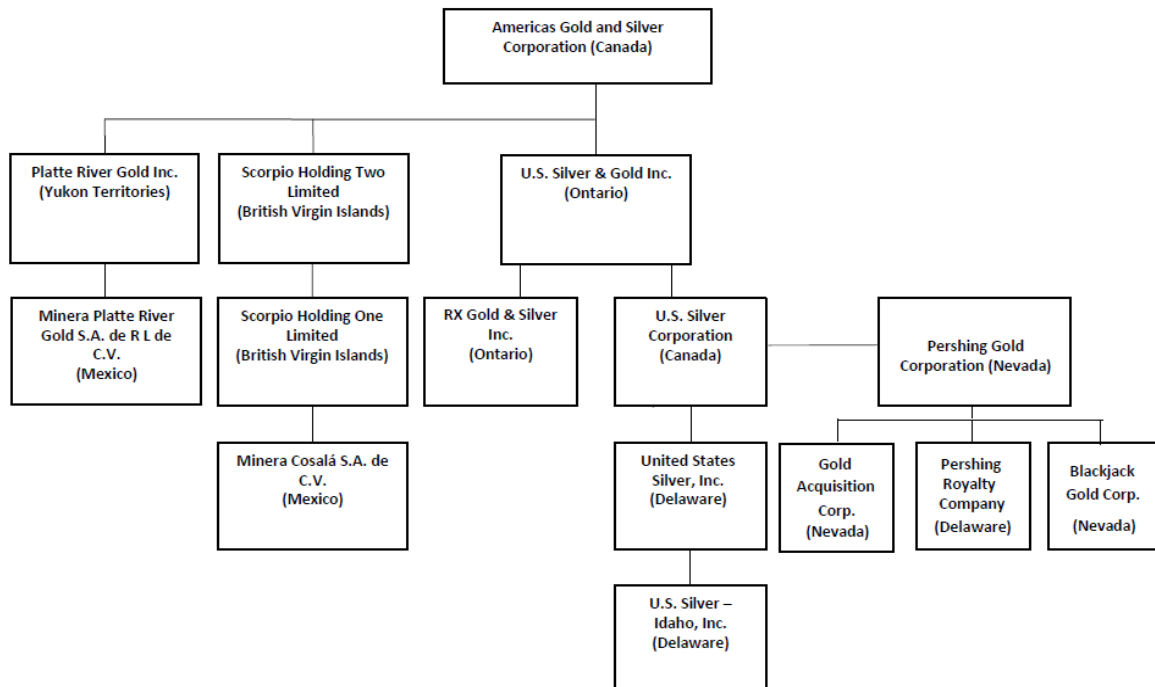 Americas Gold and Silver
Corporation (Canada)
Platte River Gold Inc.
(Yukon Territories)
Scorpio Holding Two
Limited
(British Virgin Islands)
U.S. Silver & Gold Inc.
(Ontario)
Minera Platte River
Gold S.A. de R L de
C.V.
(Mexico)
Scorpio Holding One
Limited
(British Virgin Islands)
RX Gold & Silver
Inc.
(Ontario)
U.S. Silver
Corporation
(Canada)
Pershing Gold
Corporation (Nevada)
Minera Cosalá S.A. de
C.V.
(Mexico)
United States
Silver, Inc.
(Delaware)
Gold
Acquisition
Corp.
(Nevada)
Pershing
Royalty
Company
(Delaware)
Blackjack
Gold Corp.
(Nevada)
U.S. Silver –
Idaho, Inc.
(Delaware)